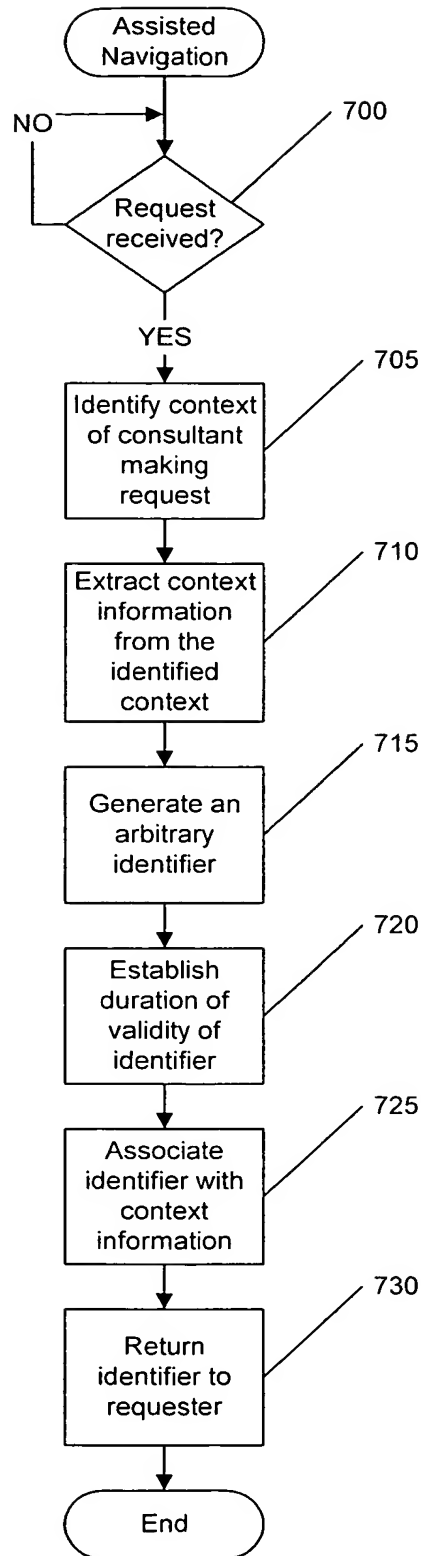 Assisted
Navigation
NO
700
Request
received?
YES
705
Identify context
of consultant
making
request
710
Extract context
information
from the
identified
context
715
Generate an
arbitrary
identifier
720
Establish
duration of
validity of
identifier
725
Associate
identifier with
context
information
730
Return
identifier to
requester
End